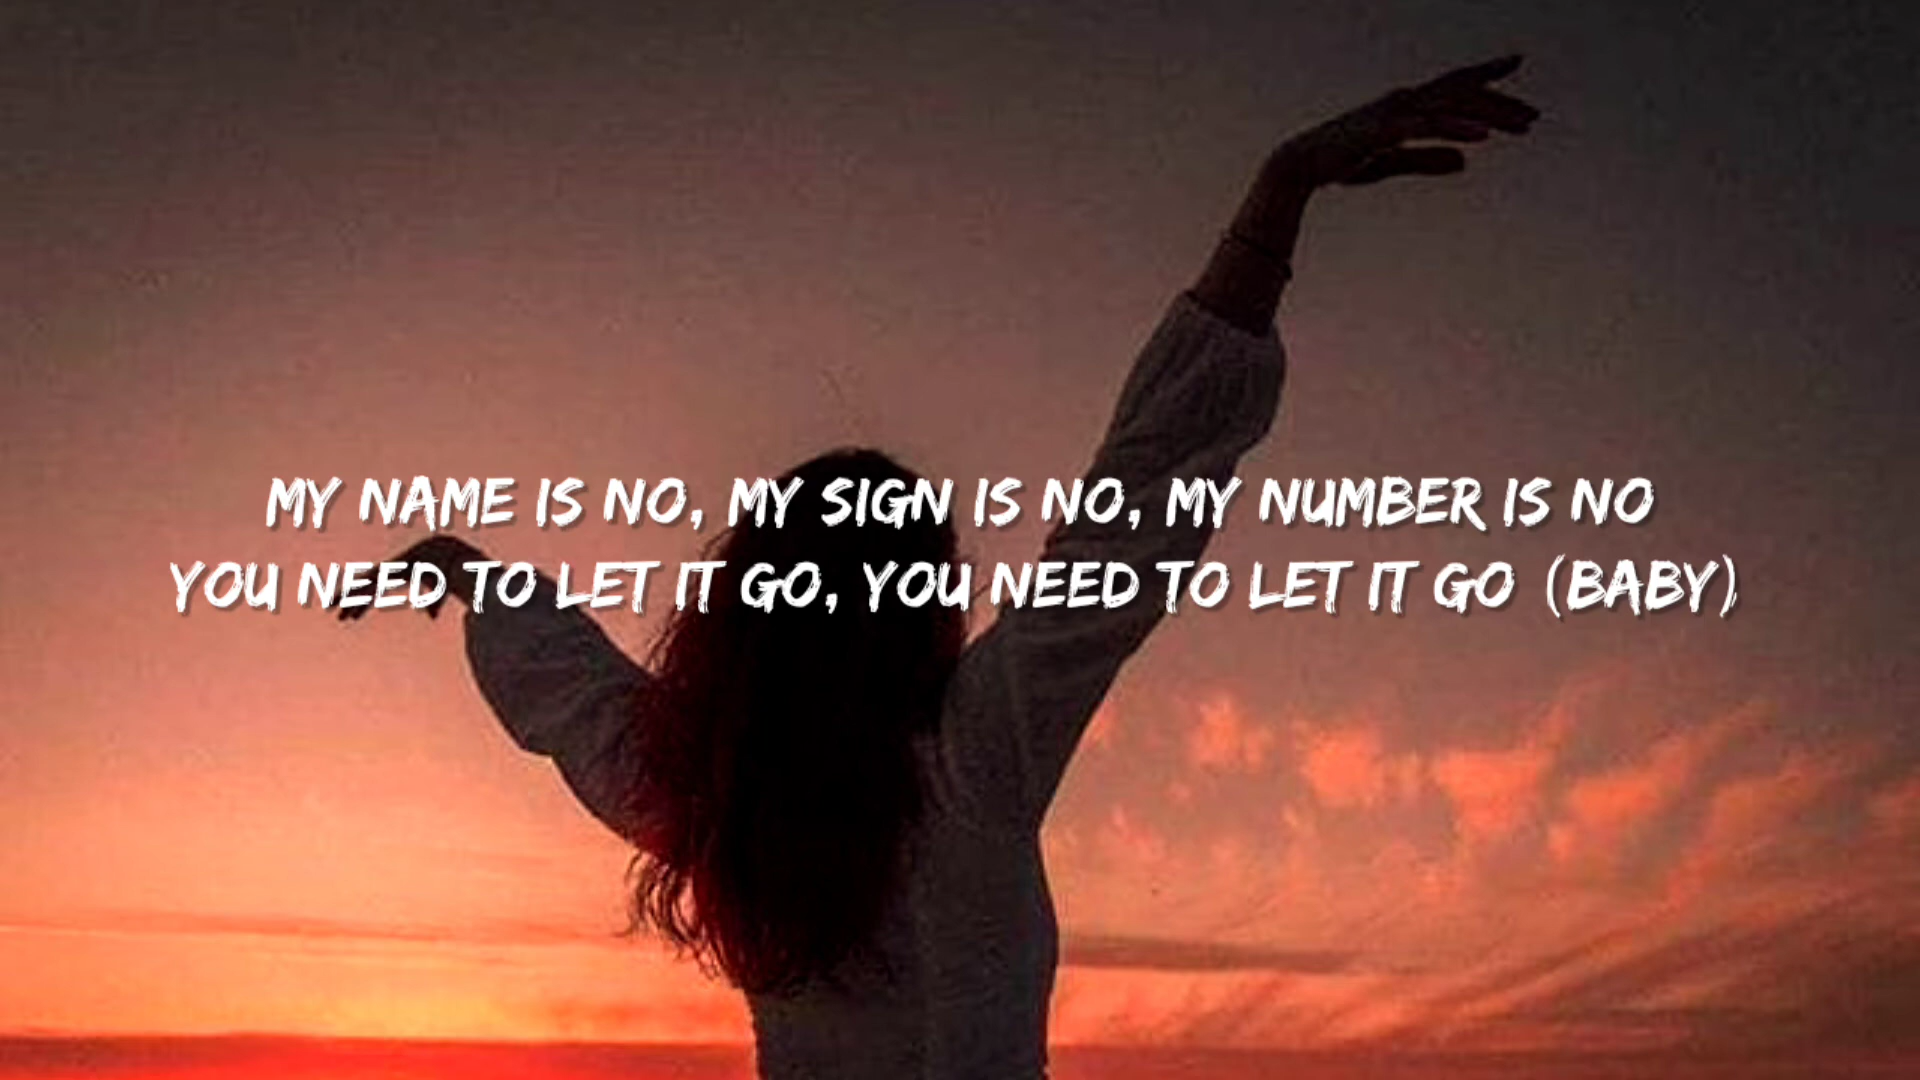 MY NAME IS NO, MY SIGN IS NO, MY NUMBER IS NO
YOU NEED TO LET IT GO, YOU NEED TO LET IT GO (BABY)